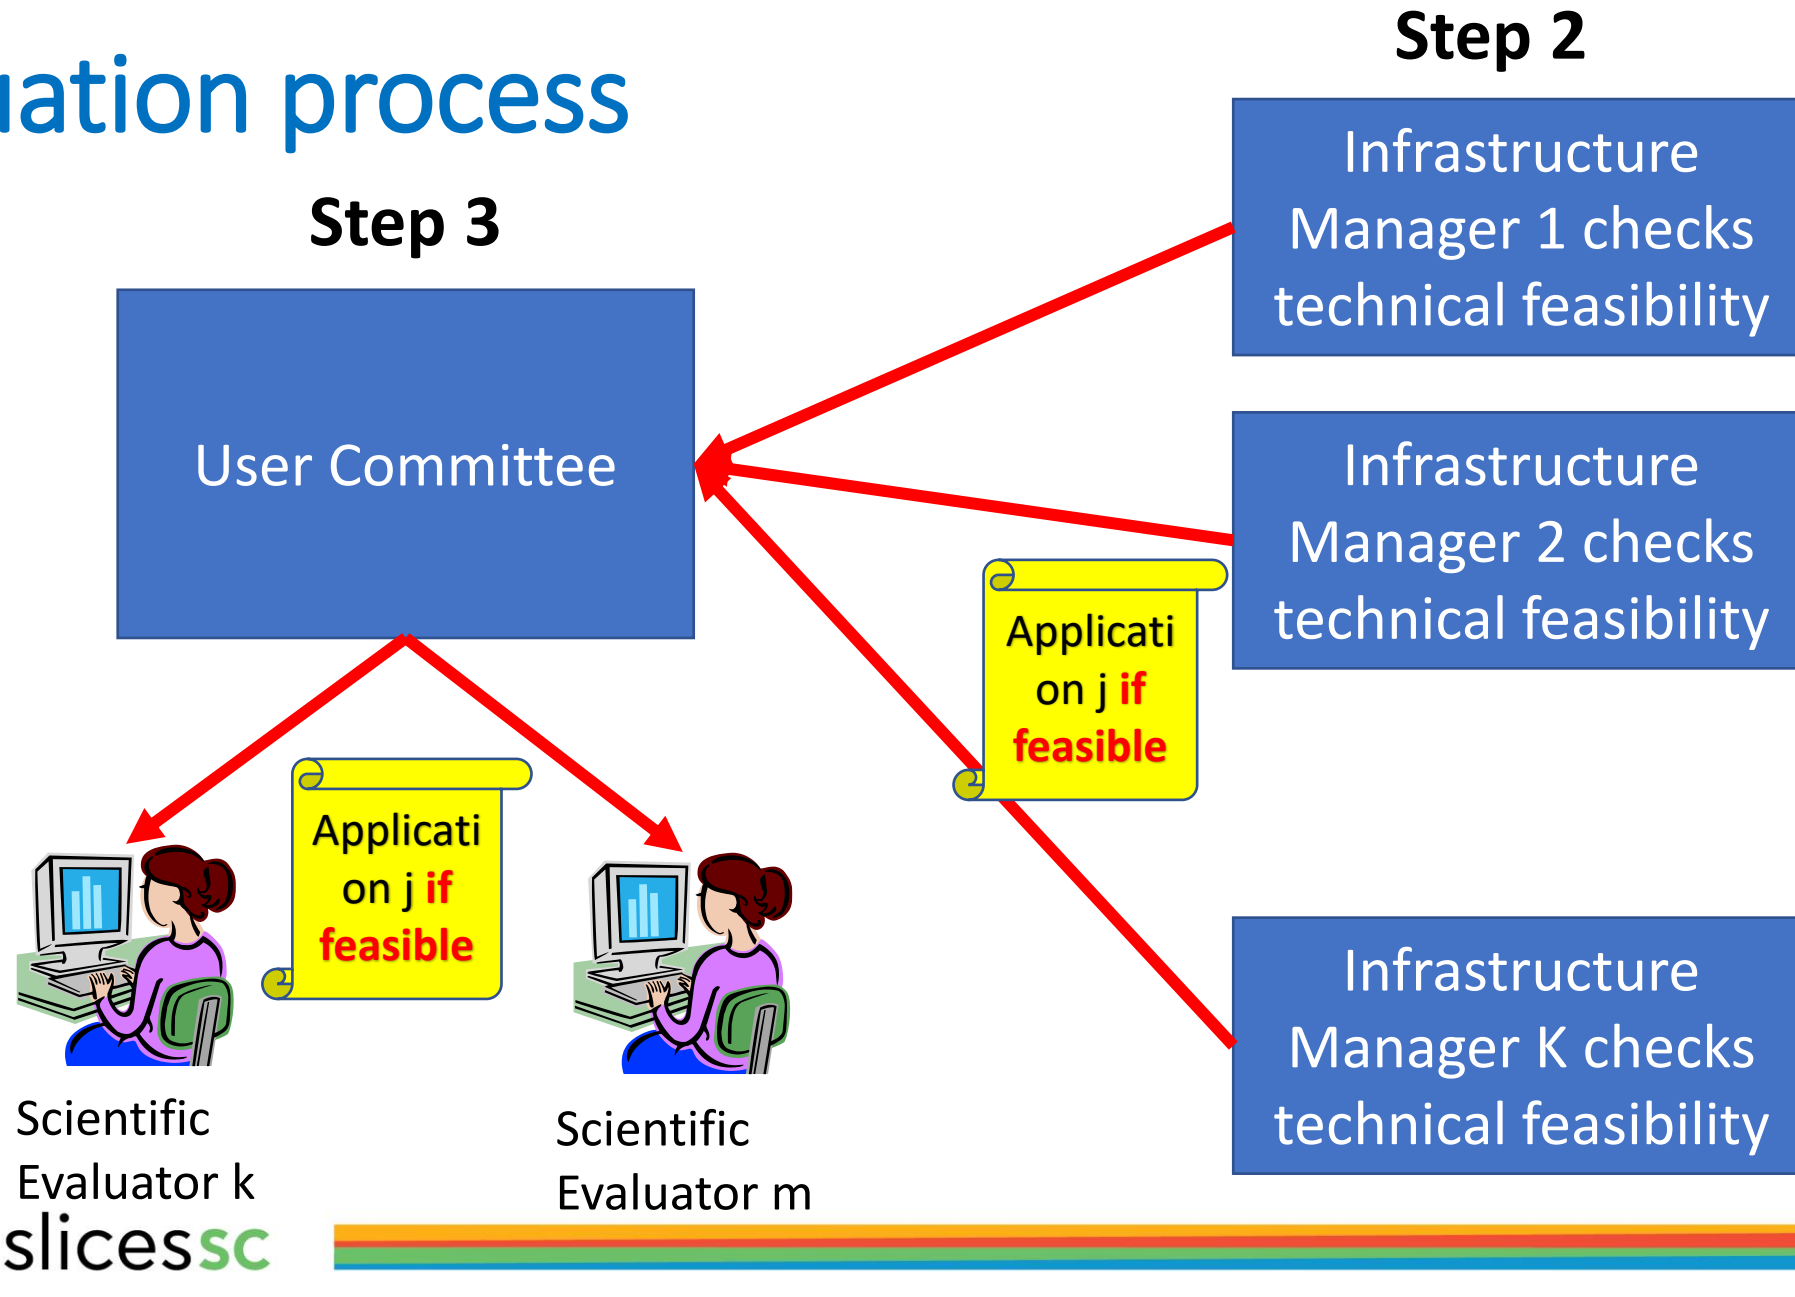 uation process
Step 3
User Committee
Step 2
Infrastructure
Manager 1 checks
technical feasibility
Infrastructure
Manager 2 checks
technical feasibility
Applicati
on j if
feasible
Infrastructure
Manager K checks
technical feasibility
Applicati
on j if
feasible
Scientific
Evaluator k
Scientific
Evaluator m
slicessc